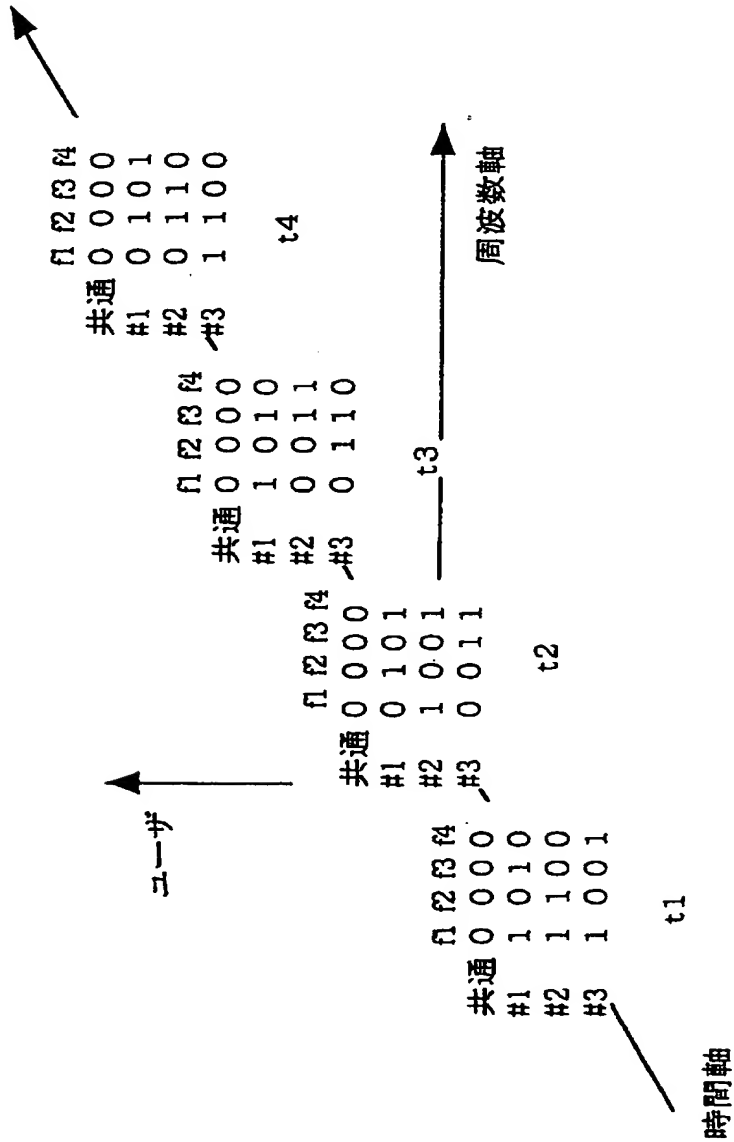 ユーザ
f1 f2 f3 f4
共通 0 0 0 0
#1 1 0 1 0
#2 1 1 0 0
#3 1 0 0 1
t1
f1 f2 f3 f4
共通 0 0 0 0
#1 0 1 0 1
#2 1 0 0 1
#3 0 0 1 1
t2
f1 f2 f3 f4
共通 0 0 0 0
#1 1 0 1 0
#2 0 0 1 1
#3 0 1 1 0
t3
f1 f2 f3 f4
共通 0 0 0 0
#1 0 1 0 1
#2 0 1 1 0
#3 1 1 0 0
t4
周波数軸
時間軸